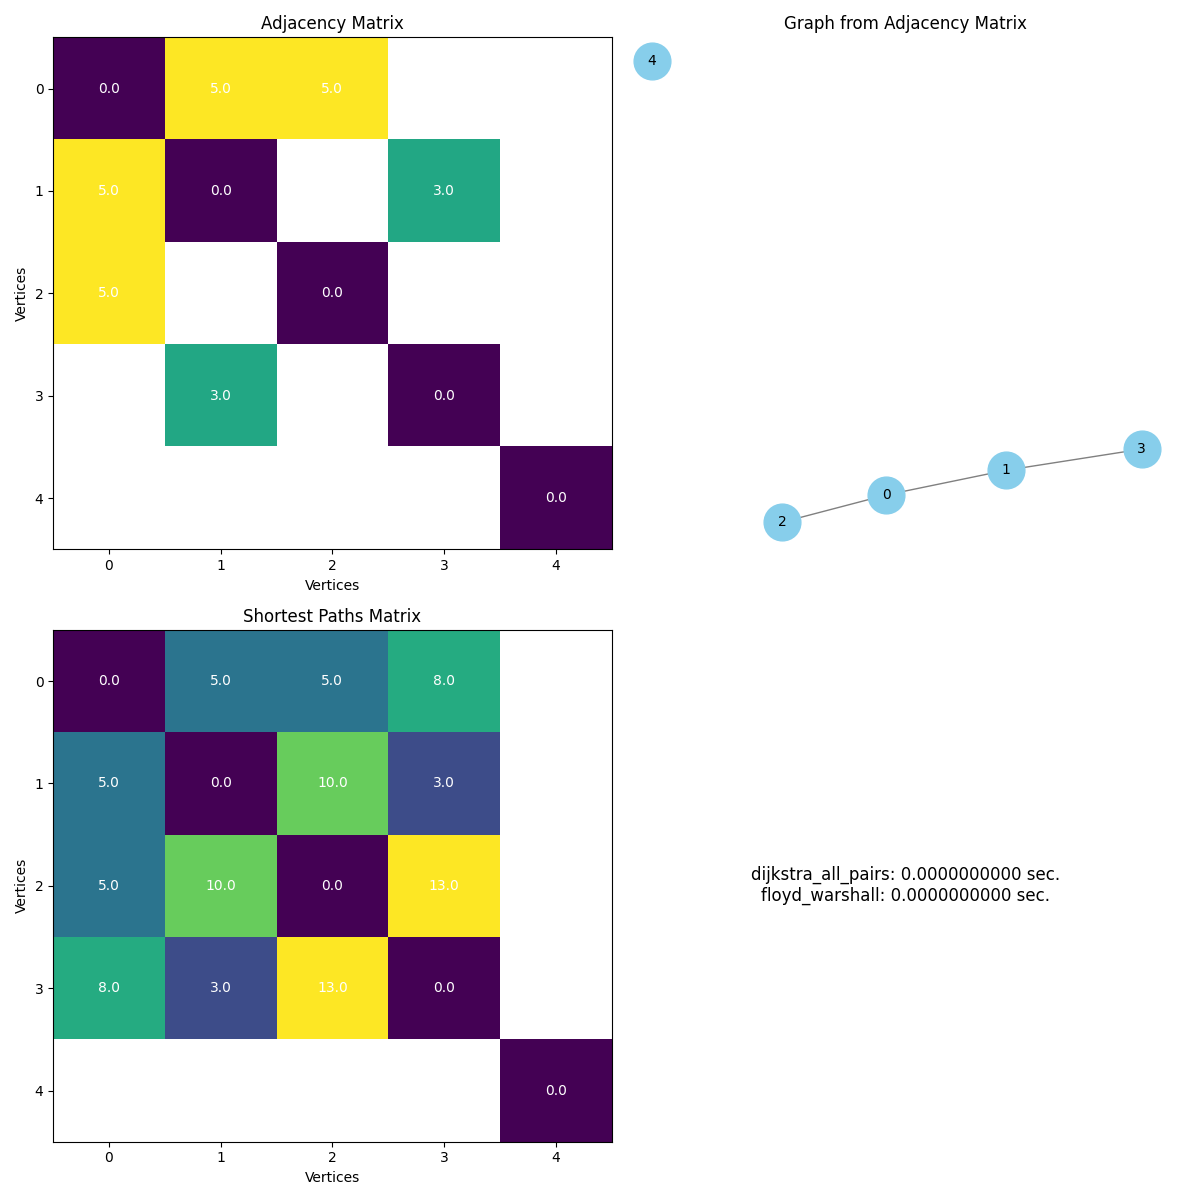 Adjacency Matrix
0 0.0 5.0 5.0
1 5.0 0.0 3.0
2 5.0 0.0
3 3.0 0.0
4 0.0
0 1 2 3 4
Vertices
Vertices
Graph from Adjacency Matrix
4
3
1
0
2
Shortest Paths Matrix
0 0.0 5.0 5.0 8.0
1 5.0 0.0 10.0 3.0
2 5.0 10.0 0.0 13.0
3 8.0 3.0 13.0 0.0
4 0.0
0 1 2 3 4
Vertices
Vertices
dijkstra_all_pairs: 0.0000000000 sec.
floyd_warshall: 0.0000000000 sec.